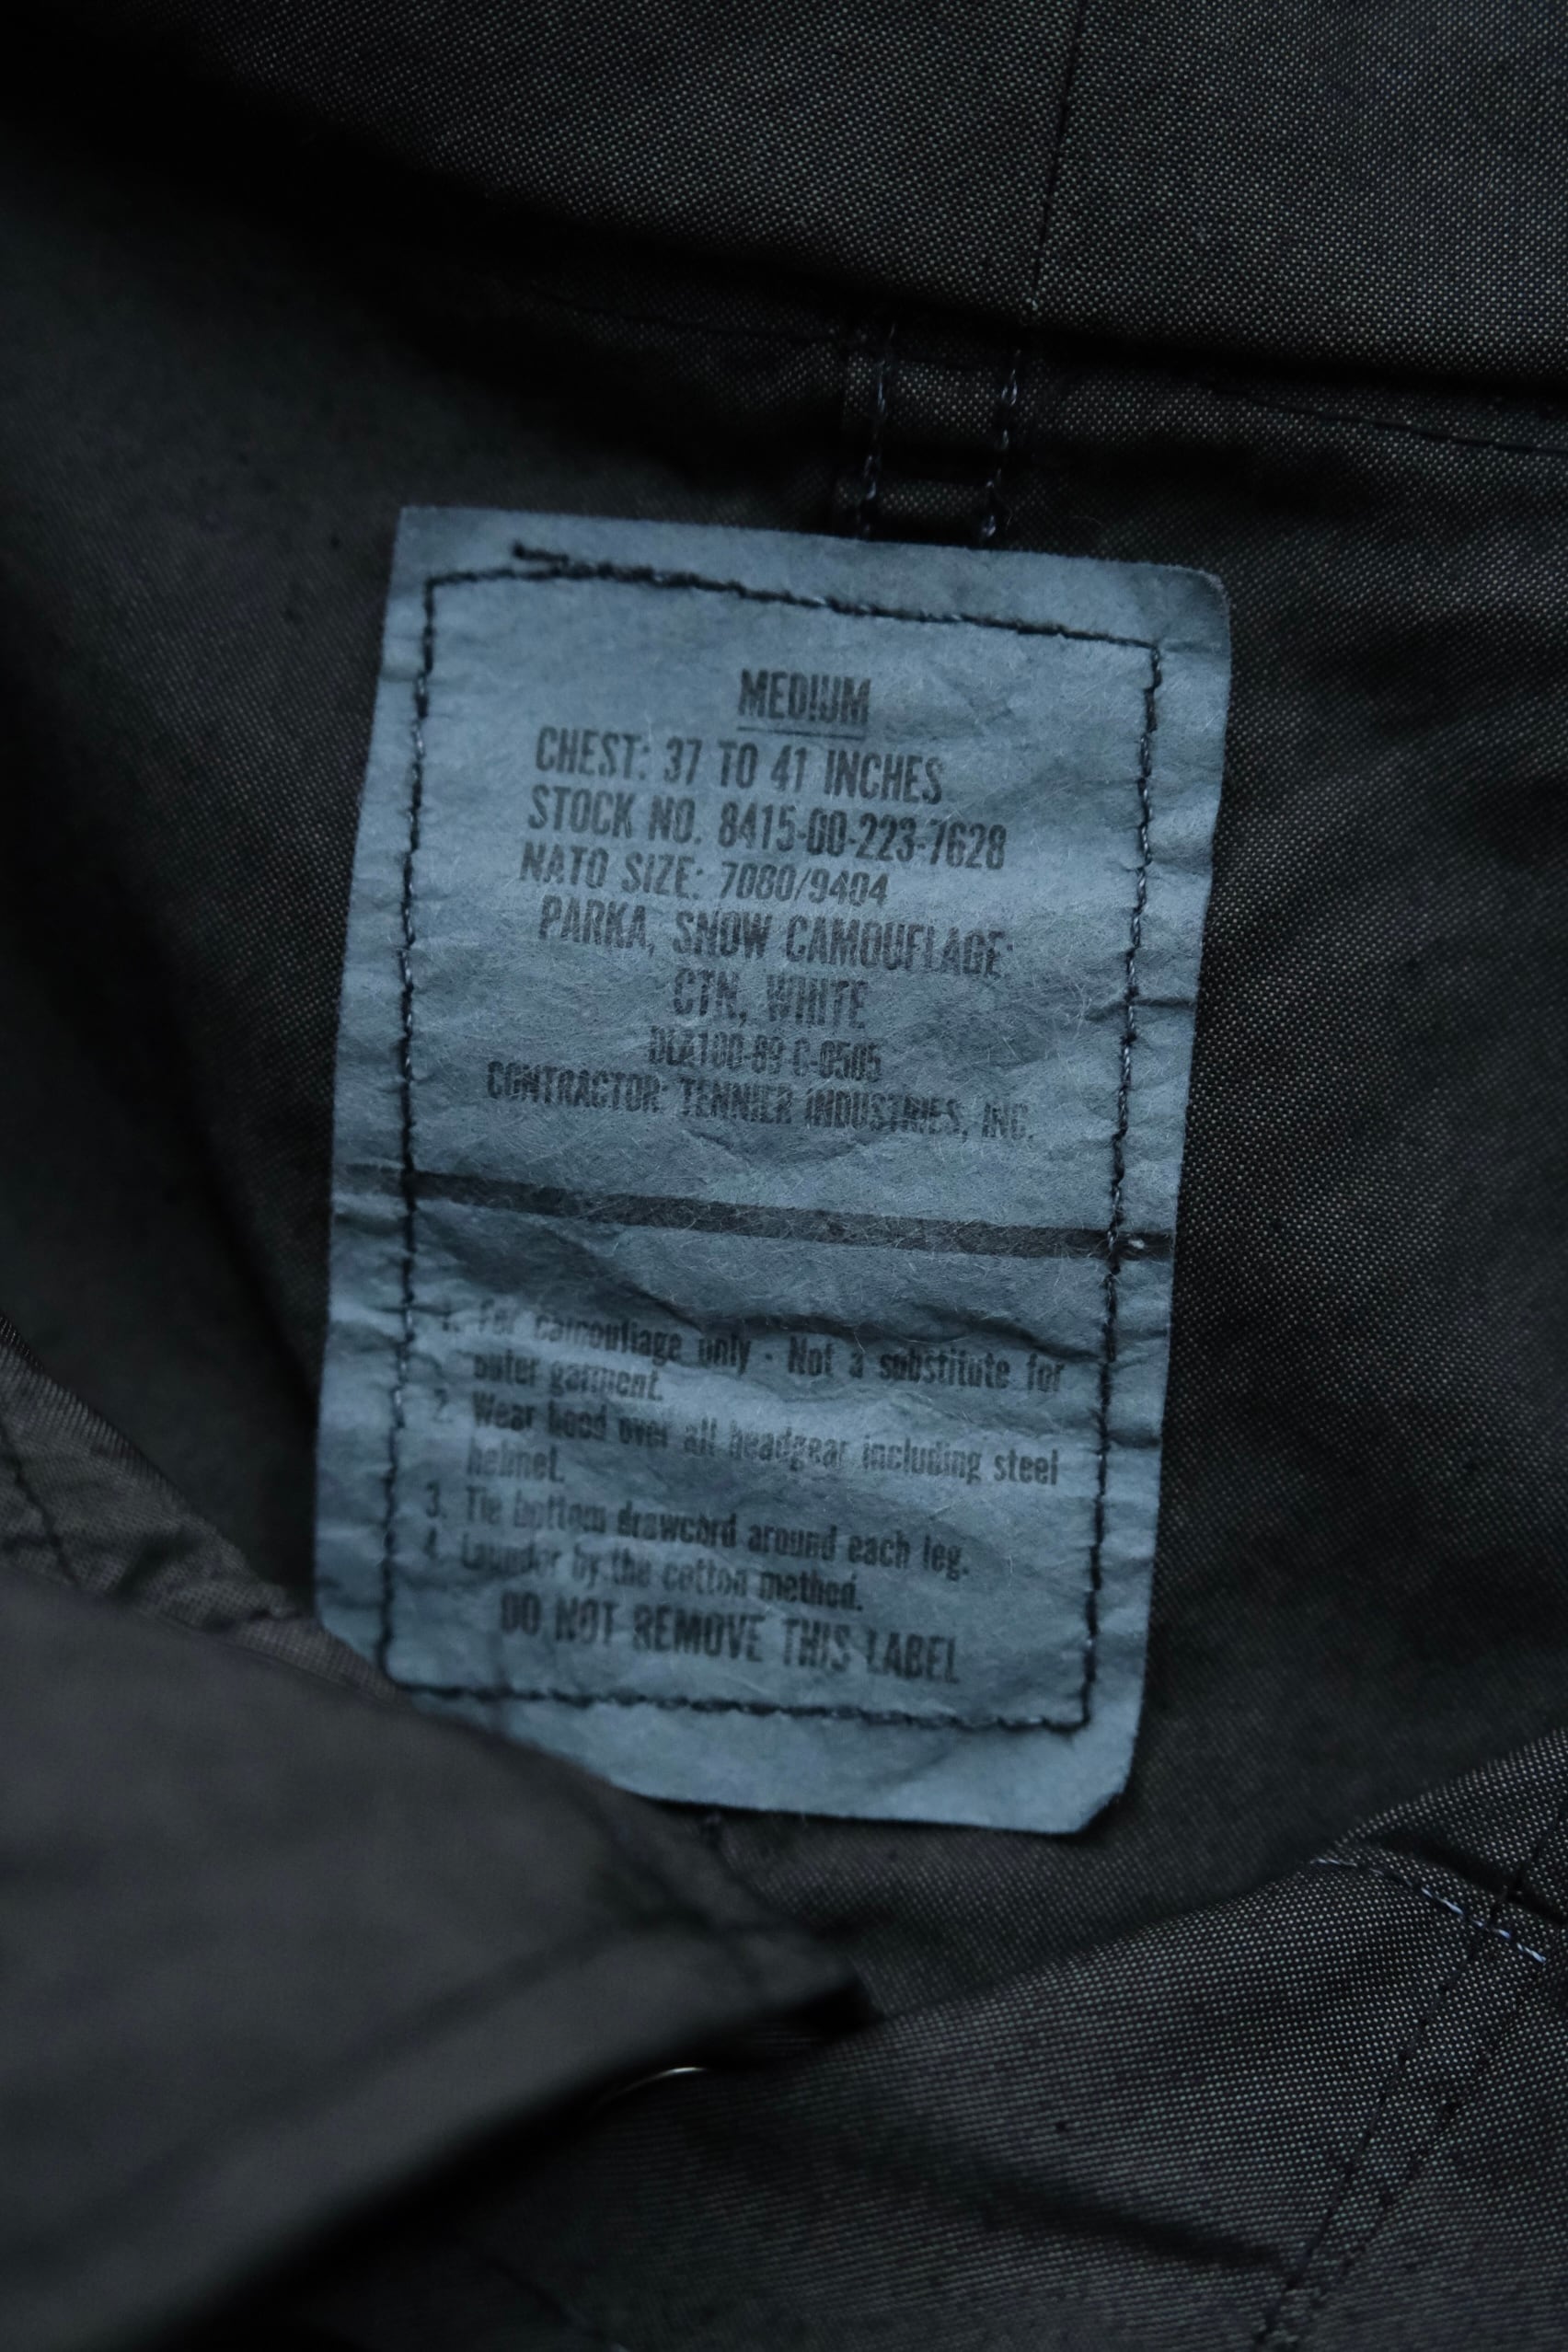 MEDIUM
CHEST: 37 TO 41 INCHES
STOCK NO. 8415-00-223-7628
NATO SIZE: 7080/9404
PARKA, SNOW CAMOUFLAGE:
CTN, WHITE
DLA100-89-C-0505
CONTRACTOR: TENNIER INDUSTRIES, INC.
1. For camouflage only - Not a substitute for
outer garment.
2. Wear hood over all headgear including steel
helmet.
3. Tie bottom drawcord around each leg.
4. Launder by the cotton method.
DO NOT REMOVE THIS LABEL